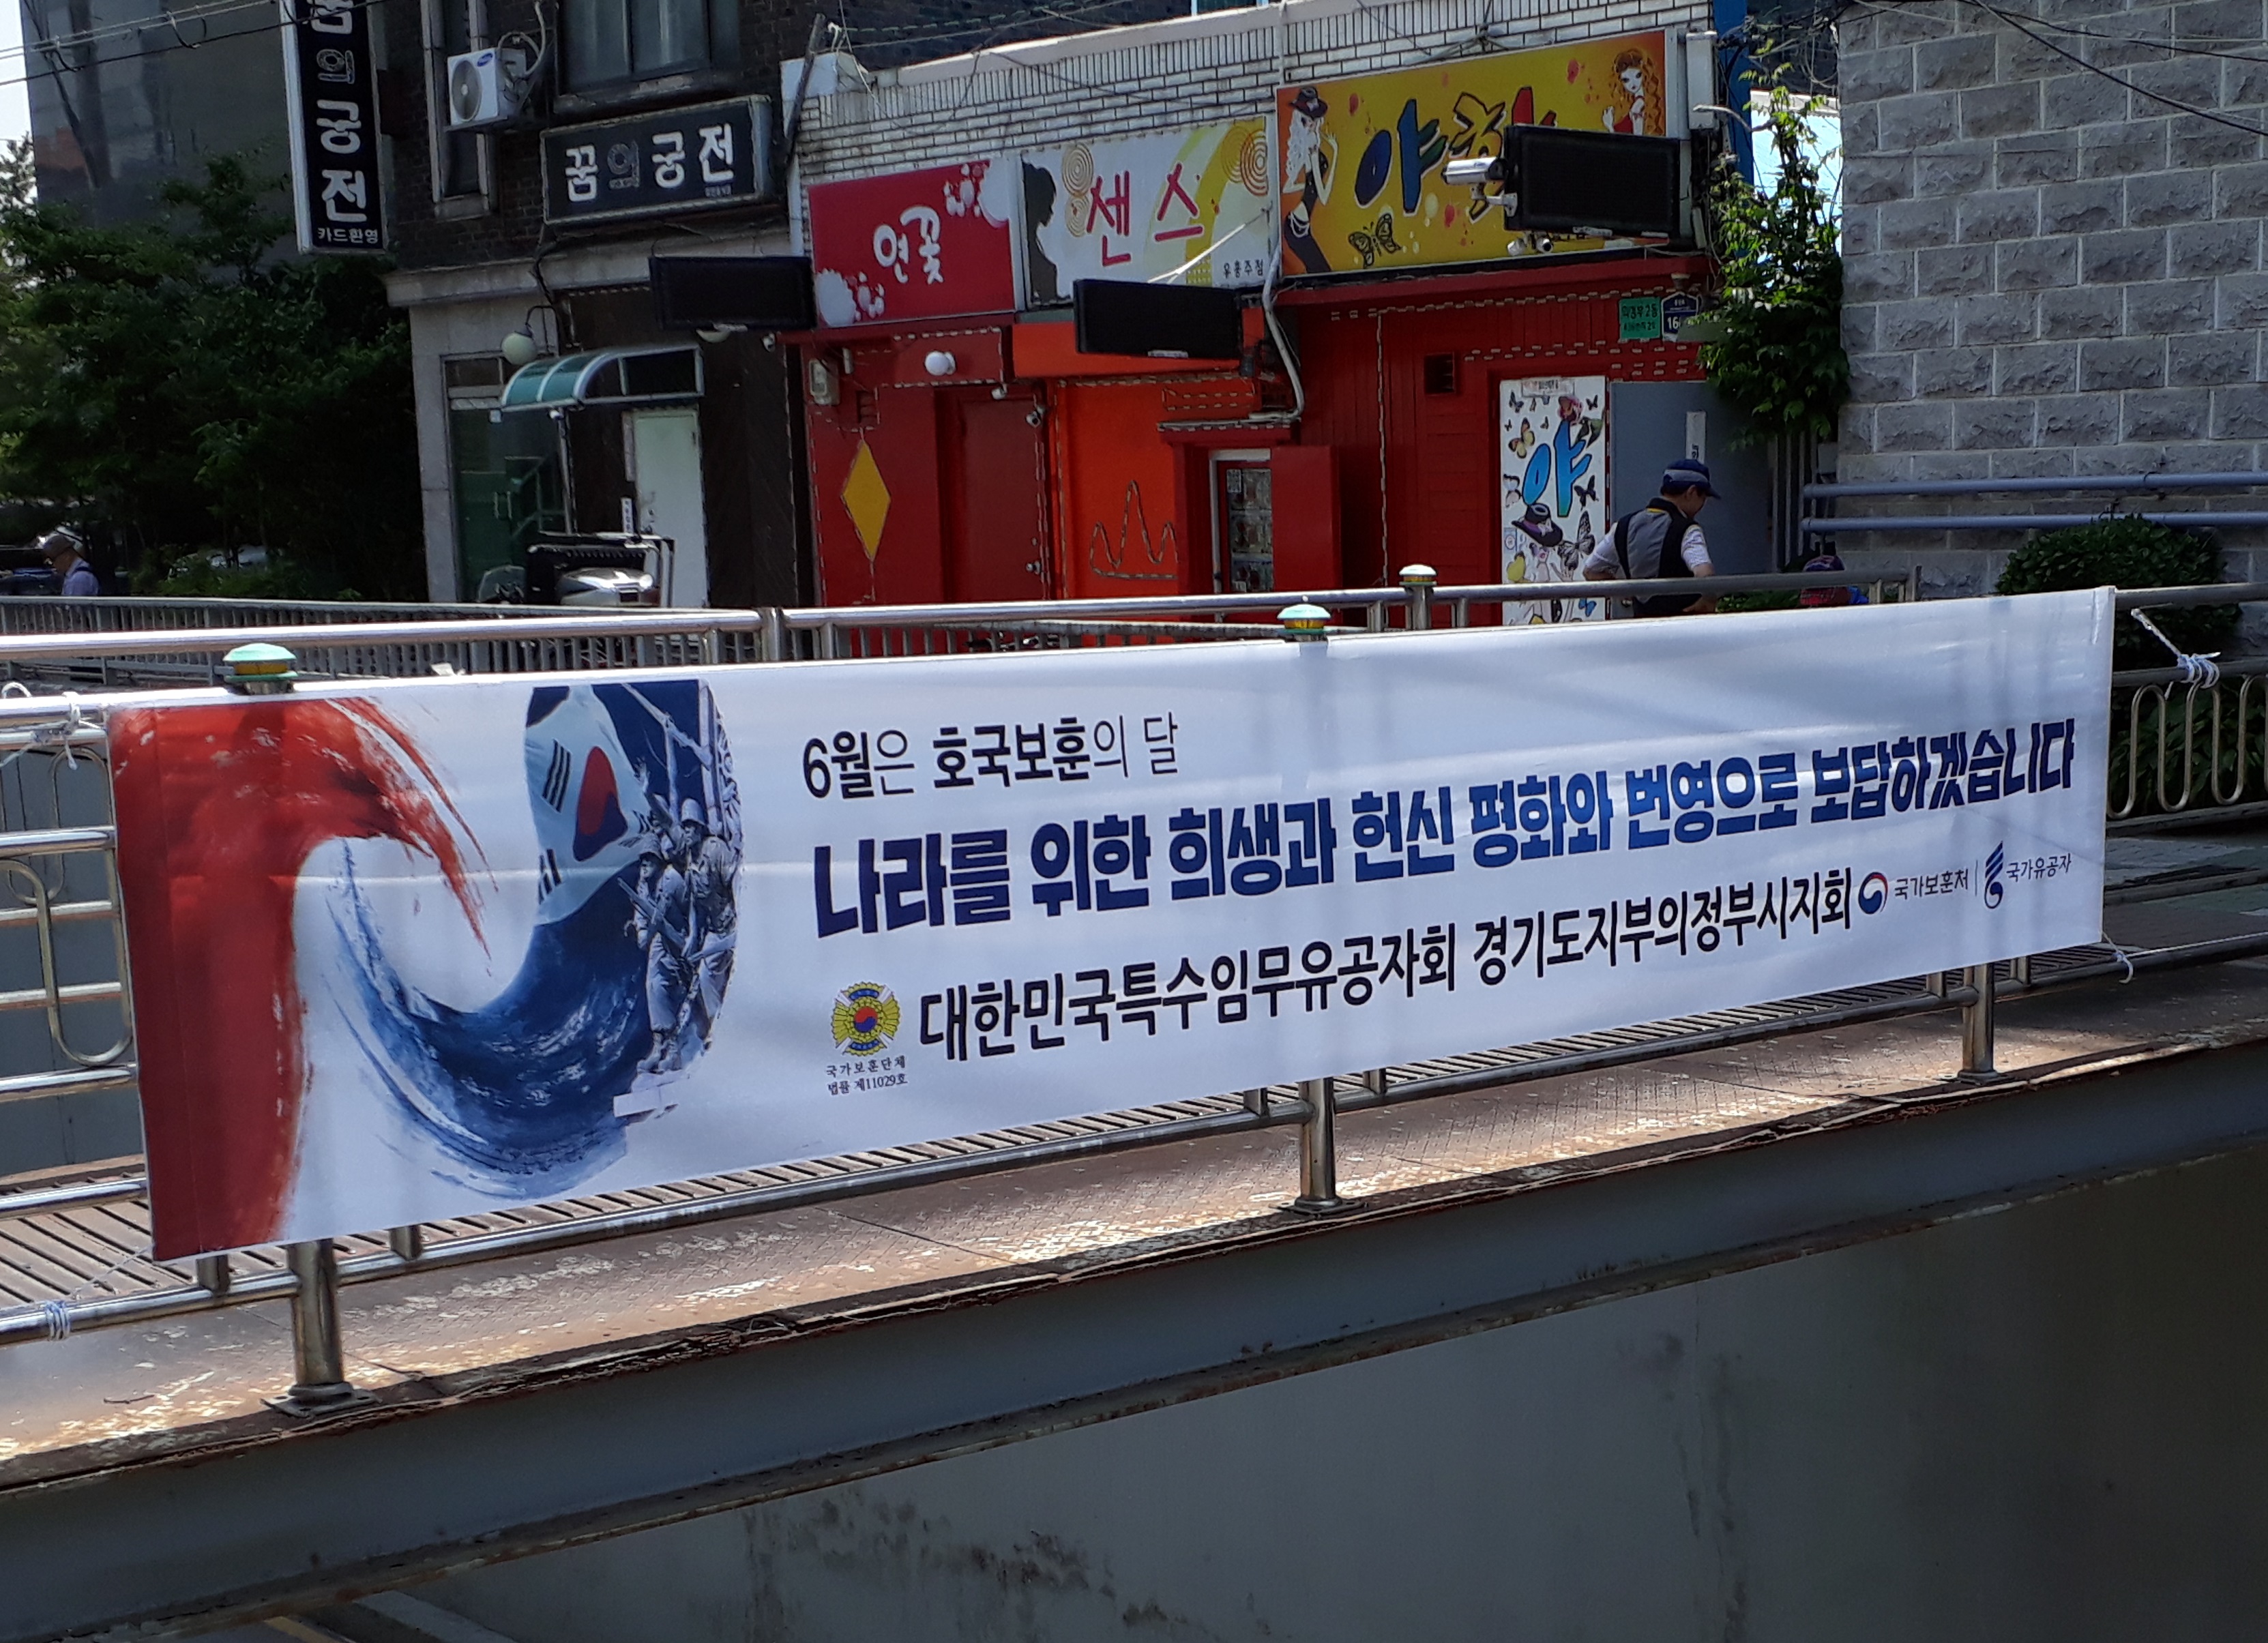 꿈의궁전
카드환영
꿈의궁전
연꽃
센스
유흥주점
야
야
6월은 호국보훈의 달
나라를 위한 희생과 헌신 평화와 번영으로 보답하겠습니다
국가보훈단체
법률 제11029호
대한민국특수임무유공자회 경기도지부의정부시지회
국가보훈처
국가유공자